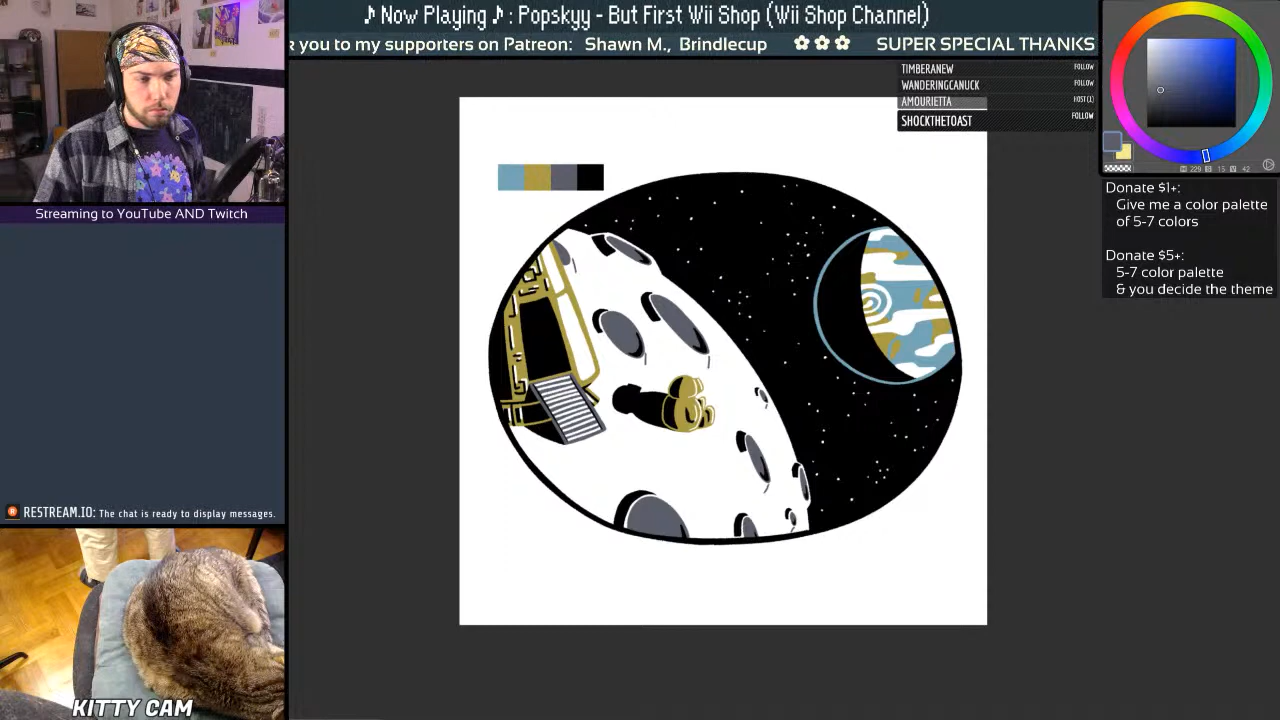 ♪ Now Playing ♪ : Popskyy - But First Wii Shop (Wii Shop Channel)
you to my supporters on Patreon: Shawn M., Brindlecup ✿ ✿ ✿ SUPER SPECIAL THANKS
TIMBERANEW FOLLOW
WANDERINGCANUCK FOLLOW
AMOURIETTA HOST(1)
SHOCKTHETOAST FOLLOW
Donate $1+:
Give me a color palette
of 5-7 colors
Donate $5+:
5-7 color palette
& you decide the theme
Streaming to YouTube AND Twitch
RESTREAM.IO: The chat is ready to display messages.
KITTY CAM